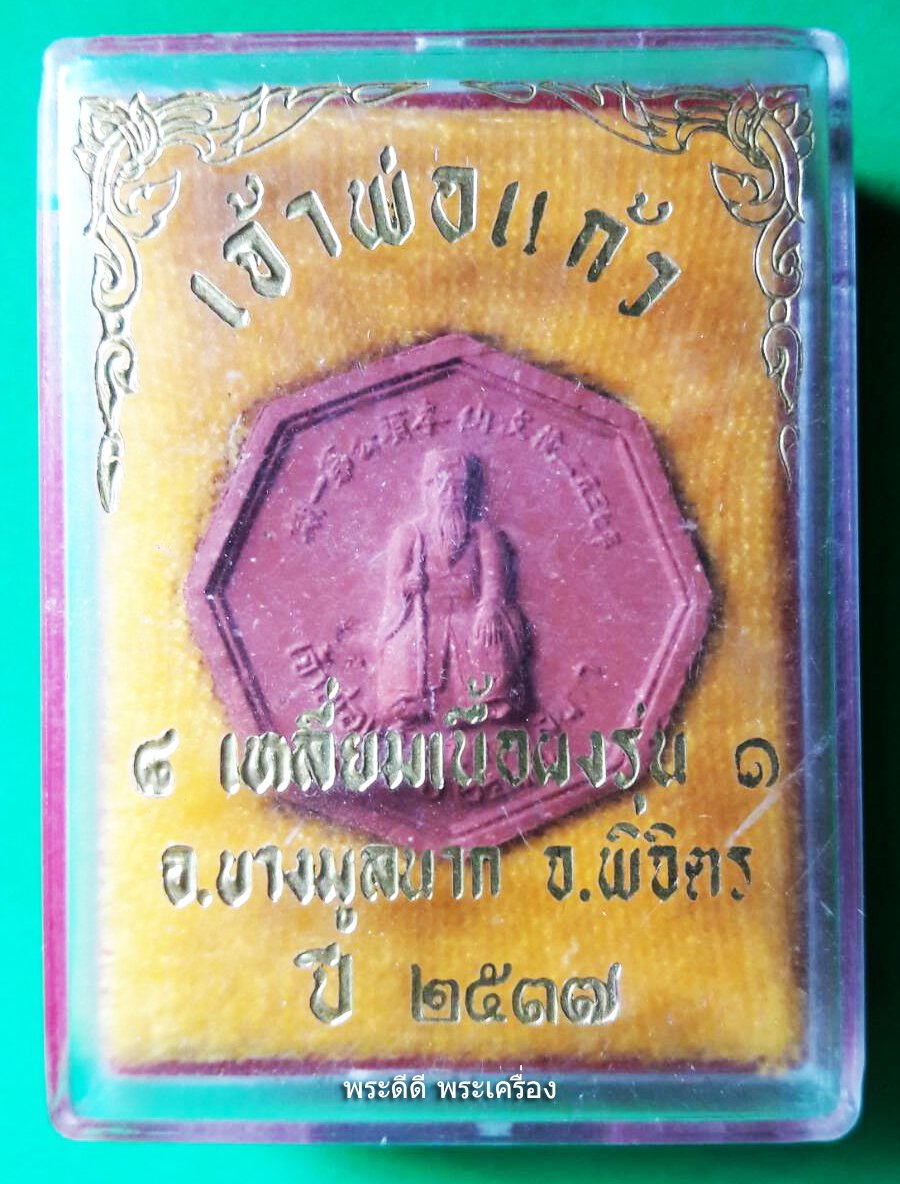 เจ้าพ่อแก้ว
๘ เหลี่ยมเนื้อผงรุ่น ๑
อ.บางมูลนาก จ.พิจิตร
ปี ๒๕๓๗
พระดีดี พระเครื่อง